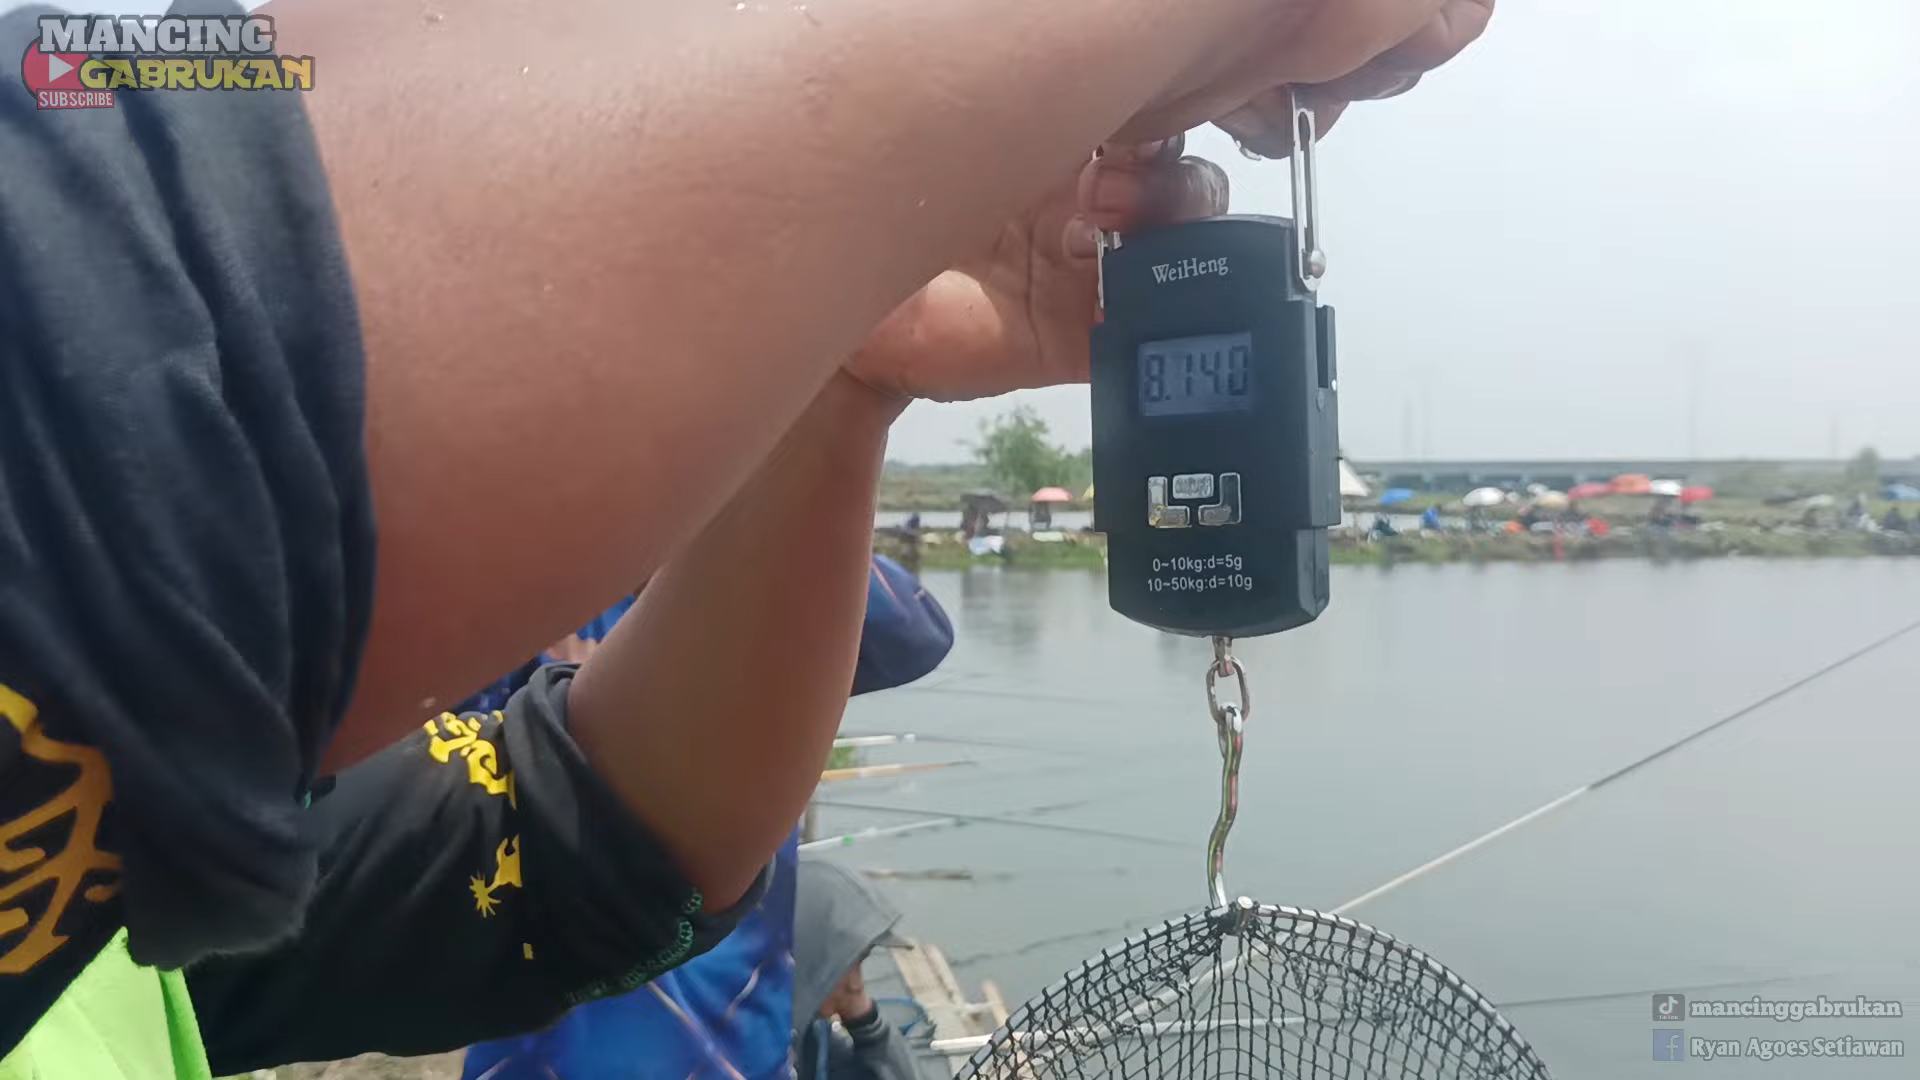 MANCING
GABRUKAN
SUBSCRIBE
WeiHeng
8.140
0~10kg:d=5g
10~50kg:d=10g
mancinggabrukan
Ryan Agoes Setiawan